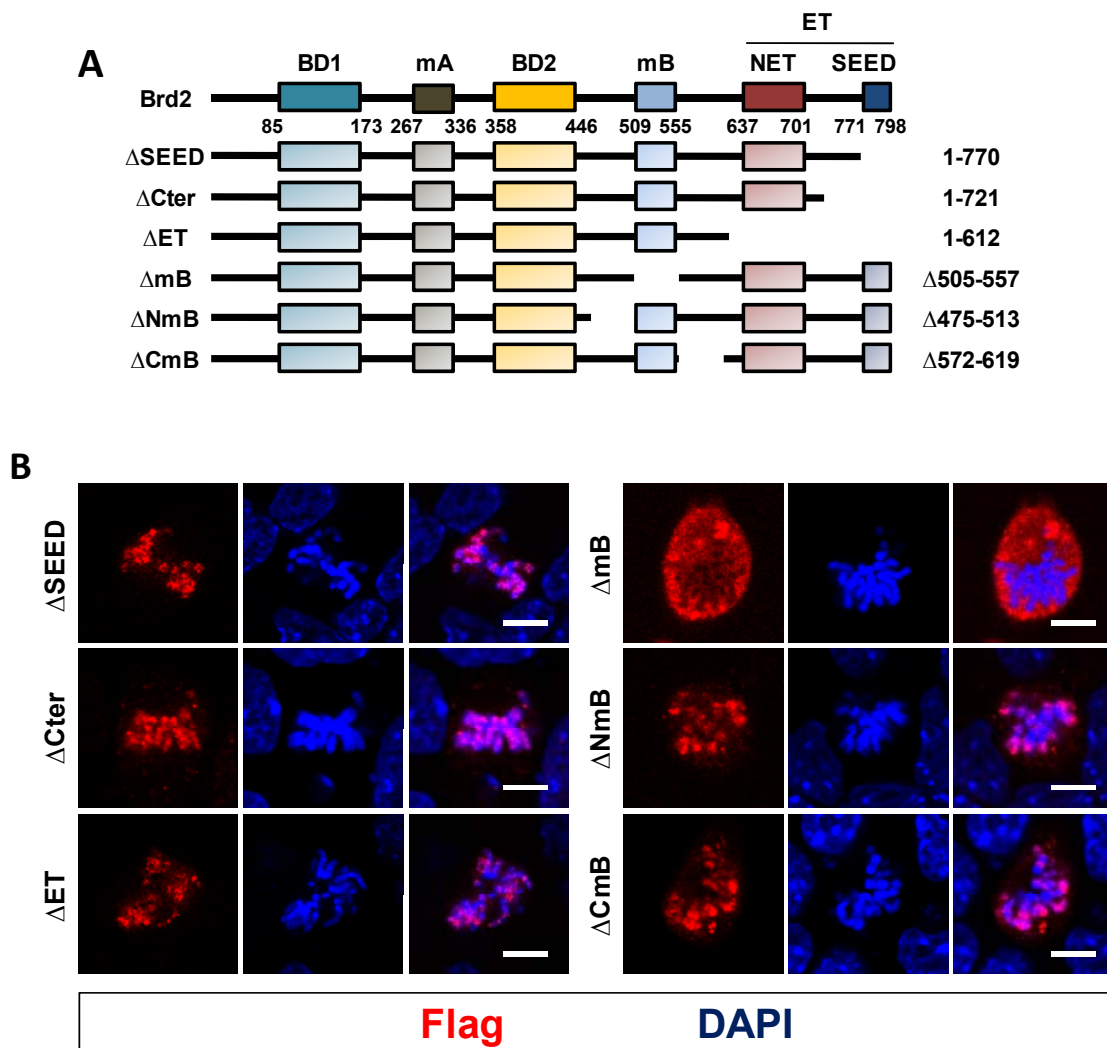 A
ET
BD1 mA BD2 mB NET SEED
Brd2
85 173 267 336 358 446 509 555 637 701 771 798
ΔSEED 1-770
ΔCter 1-721
ΔET 1-612
ΔmB Δ505-557
ΔNmB Δ475-513
ΔCmB Δ572-619
B
ΔSEED
ΔCter
ΔET
ΔmB
ΔNmB
ΔCmB
Flag DAPI